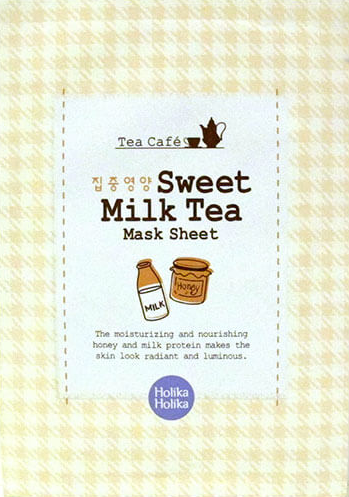 Tea Café
집중영양 Sweet
Milk Tea
Mask Sheet
MILK
Honey
The moisturizing and nourishing
honey and milk protein makes the
skin look radiant and luminous.
Holika
Holika